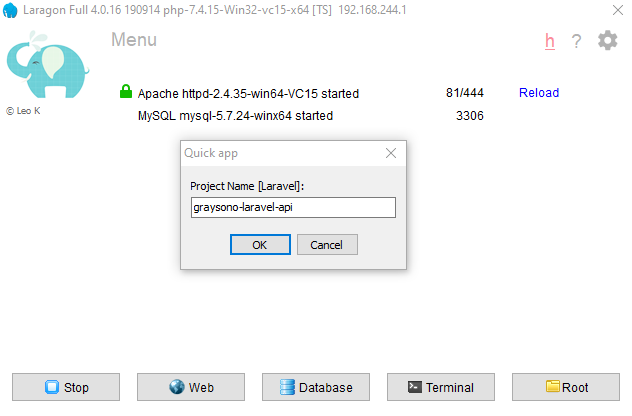 Laragon Full 4.0.16 190914 php-7.4.15-Win32-vc15-x64 [TS] 192.168.244.1
Menu
h ?
Apache httpd-2.4.35-win64-VC15 started 81/444 Reload
© Leo K
MySQL mysql-5.7.24-winx64 started 3306
Quick app
Project Name [Laravel]:
graysono-laravel-api
OK Cancel
Stop Web Database Terminal Root